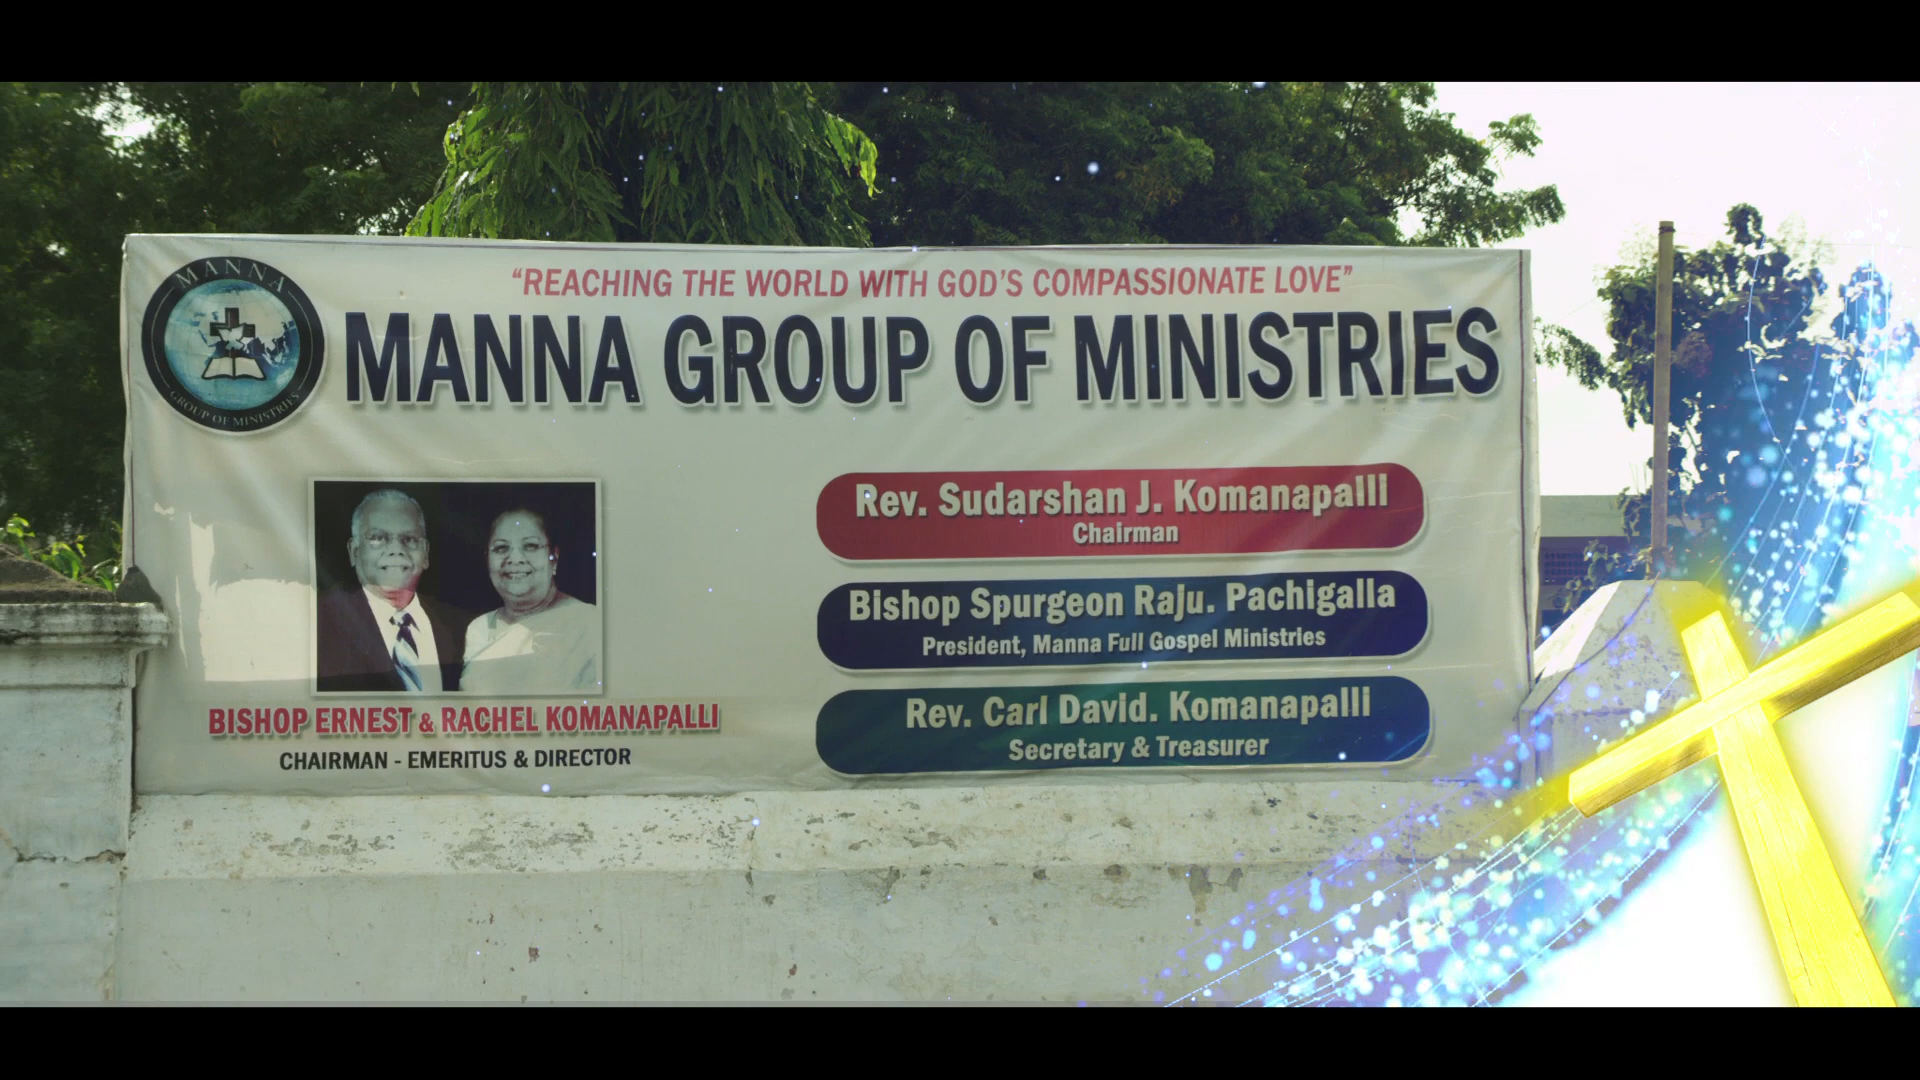 MANNA
GROUP OF MINISTRIES
“REACHING THE WORLD WITH GOD’S COMPASSIONATE LOVE”
MANNA GROUP OF MINISTRIES
BISHOP ERNEST & RACHEL KOMANAPALLI
CHAIRMAN - EMERITUS & DIRECTOR
Rev. Sudarshan J. Komanapalli
Chairman
Bishop Spurgeon Raju. Pachigalla
President, Manna Full Gospel Ministries
Rev. Carl David. Komanapalli
Secretary & Treasurer